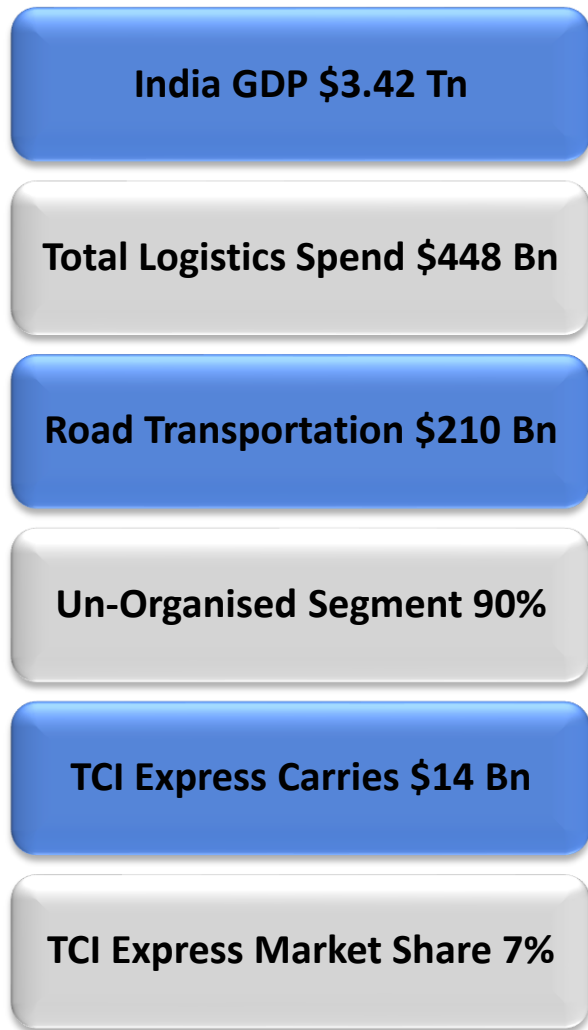 India GDP $3.42 Tn
Total Logistics Spend $448 Bn
Road Transportation $210 Bn
Un-Organised Segment 90%
TCI Express Carries $14 Bn
TCI Express Market Share 7%